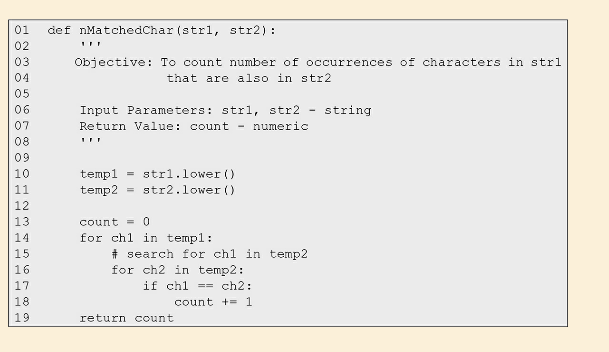 01 def nMatchedChar(str1, str2):
02 '''
03 Objective: To count number of occurrences of characters in str1
04 that are also in str2
05
06 Input Parameters: str1, str2 - string
07 Return Value: count - numeric
08 '''
09
10 temp1 = str1.lower()
11 temp2 = str2.lower()
12
13 count = 0
14 for ch1 in temp1:
15 # search for ch1 in temp2
16 for ch2 in temp2:
17 if ch1 == ch2:
18 count += 1
19 return count